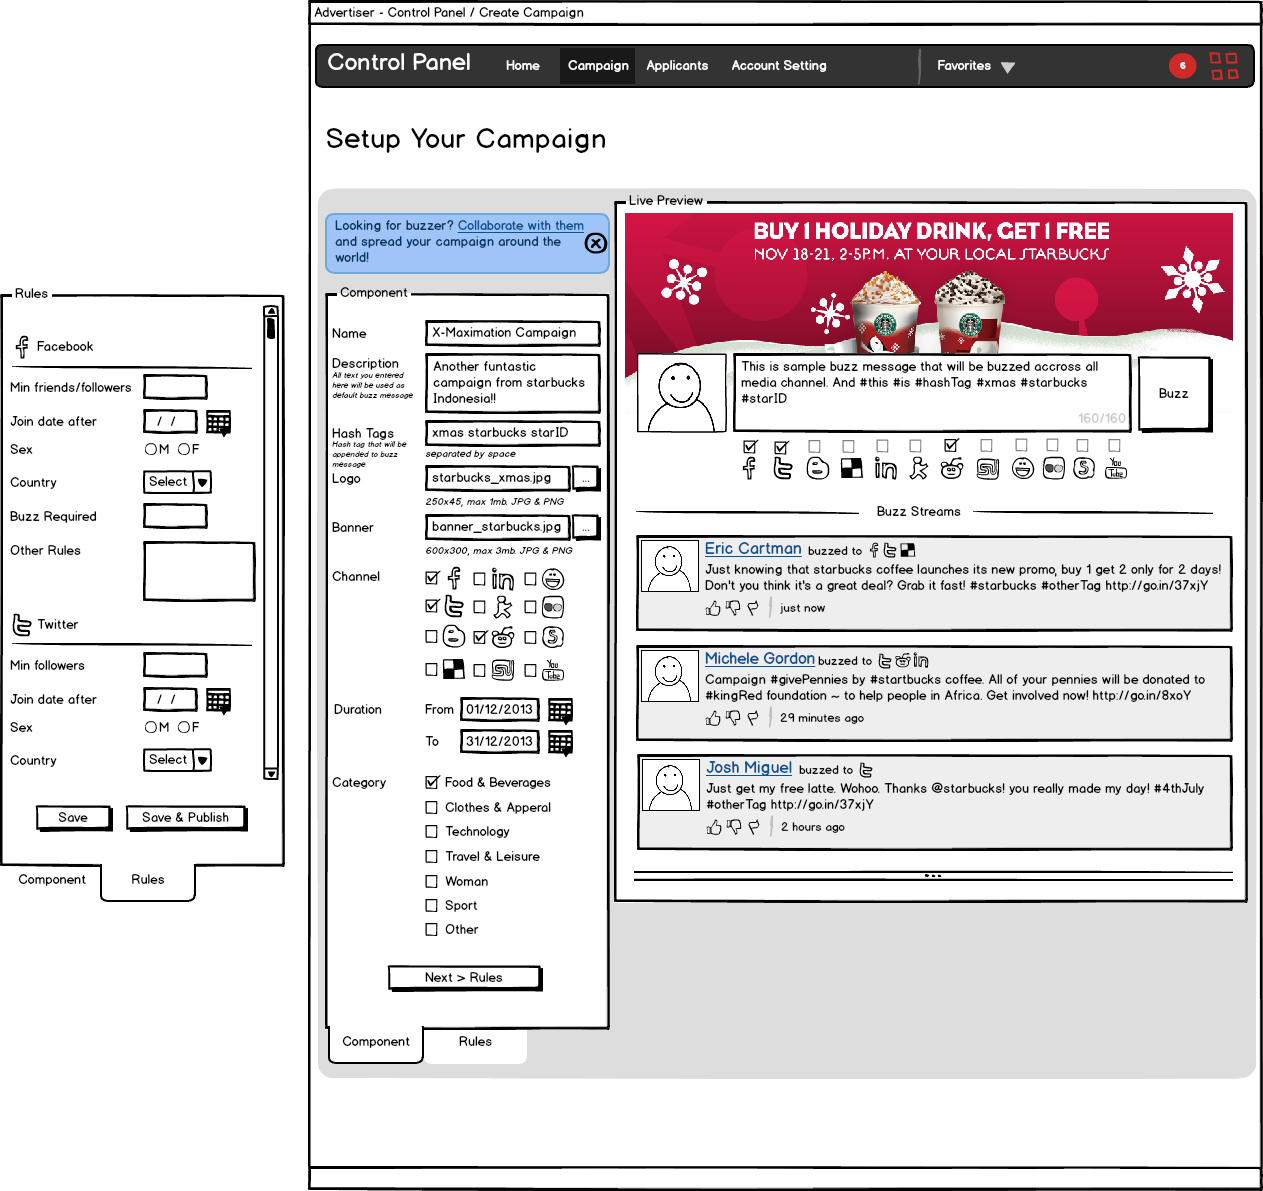 Advertiser - Control Panel / Create Campaign
Control Panel
Home
Campaign
Applicants
Account Setting
Favorites
6
Setup Your Campaign
Looking for buzzer? Collaborate with them
and spread your campaign around the
world!
Component
Name
X-Maximation Campaign
Description
All text you entered
here will be used as
default buzz message
Another funtastic
campaign from starbucks
Indonesia!!
Hash Tags
Hash tag that will be
appended to buzz
message
xmas starbucks starID
separated by space
Logo
starbucks_xmas.jpg
...
250x45, max 1mb. JPG & PNG
Banner
banner_starbucks.jpg
...
600x300, max 3mb. JPG & PNG
Channel
You
Tube
Duration
From
01/12/2013
To
31/12/2013
Category
Food & Beverages
Clothes & Apperal
Technology
Travel & Leisure
Woman
Sport
Other
Next > Rules
Component
Rules
Live Preview
BUY 1 HOLIDAY DRINK, GET 1 FREE
NOV 18-21, 2-5P.M. AT YOUR LOCAL STARBUCKS
This is sample buzz message that will be buzzed accross all
media channel. And #this #is #hashTag #xmas #starbucks
#starID
160/160
Buzz
You
Tube
Buzz Streams
Eric Cartman buzzed to
Just knowing that starbucks coffee launches its new promo, buy 1 get 2 only for 2 days!
Don't you think it's a great deal? Grab it fast! #starbucks #otherTag http://go.in/37xjY
just now
Michele Gordon buzzed to
Campaign #givePennies by #startbucks coffee. All of your pennies will be donated to
#kingRed foundation ~ to help people in Africa. Get involved now! http://go.in/8xoY
29 minutes ago
Josh Miguel buzzed to
Just get my free latte. Wohoo. Thanks @starbucks! you really made my day! #4thJuly
#otherTag http://go.in/37xjY
2 hours ago
Rules
Facebook
Min friends/followers
Join date after
/ /
Sex
M
F
Country
Select
Buzz Required
Other Rules
Twitter
Min followers
Join date after
/ /
Sex
M
F
Country
Select
Save
Save & Publish
Component
Rules